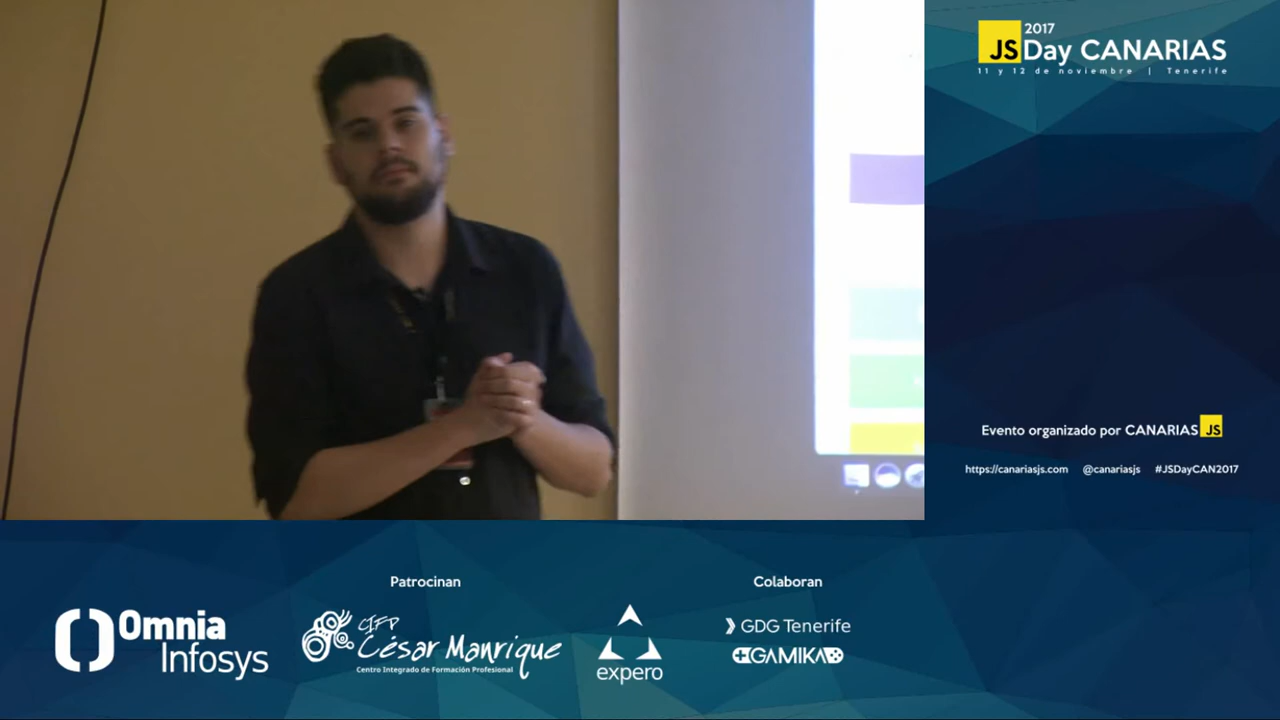 2017
JS Day CANARIAS
11 y 12 de noviembre | Tenerife
Evento organizado por CANARIAS JS
https://canariasjs.com @canariasjs #JSDayCAN2017
Patrocinan
Colaboran
Omnia
Infosys
CIFP
César Manrique
Centro Integrado de Formación Profesional
expero
GDG Tenerife
GAMIKA